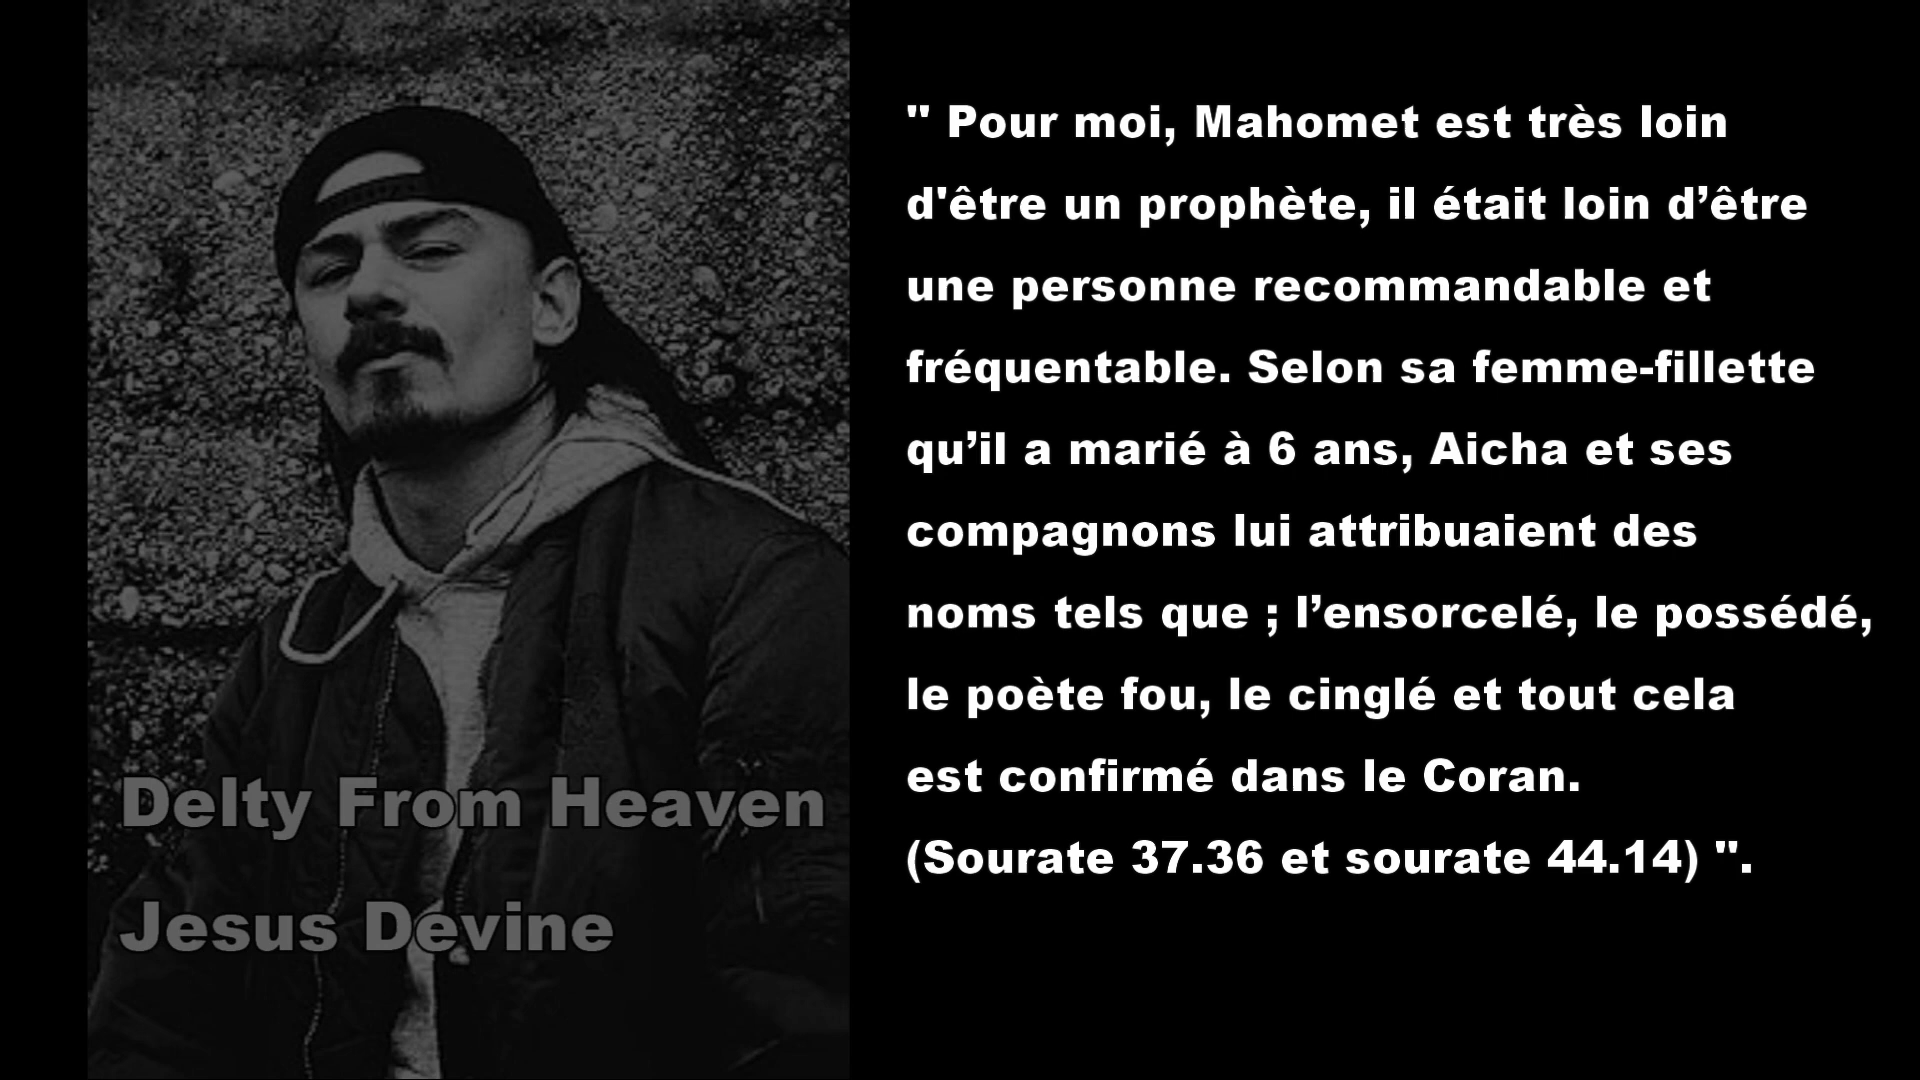 Delty From Heaven
Jesus Devine
" Pour moi, Mahomet est très loin
d'être un prophète, il était loin d’être
une personne recommandable et
fréquentable. Selon sa femme-fillette
qu’il a marié à 6 ans, Aicha et ses
compagnons lui attribuaient des
noms tels que ; l’ensorcelé, le possédé,
le poète fou, le cinglé et tout cela
est confirmé dans le Coran.
(Sourate 37.36 et sourate 44.14) ".